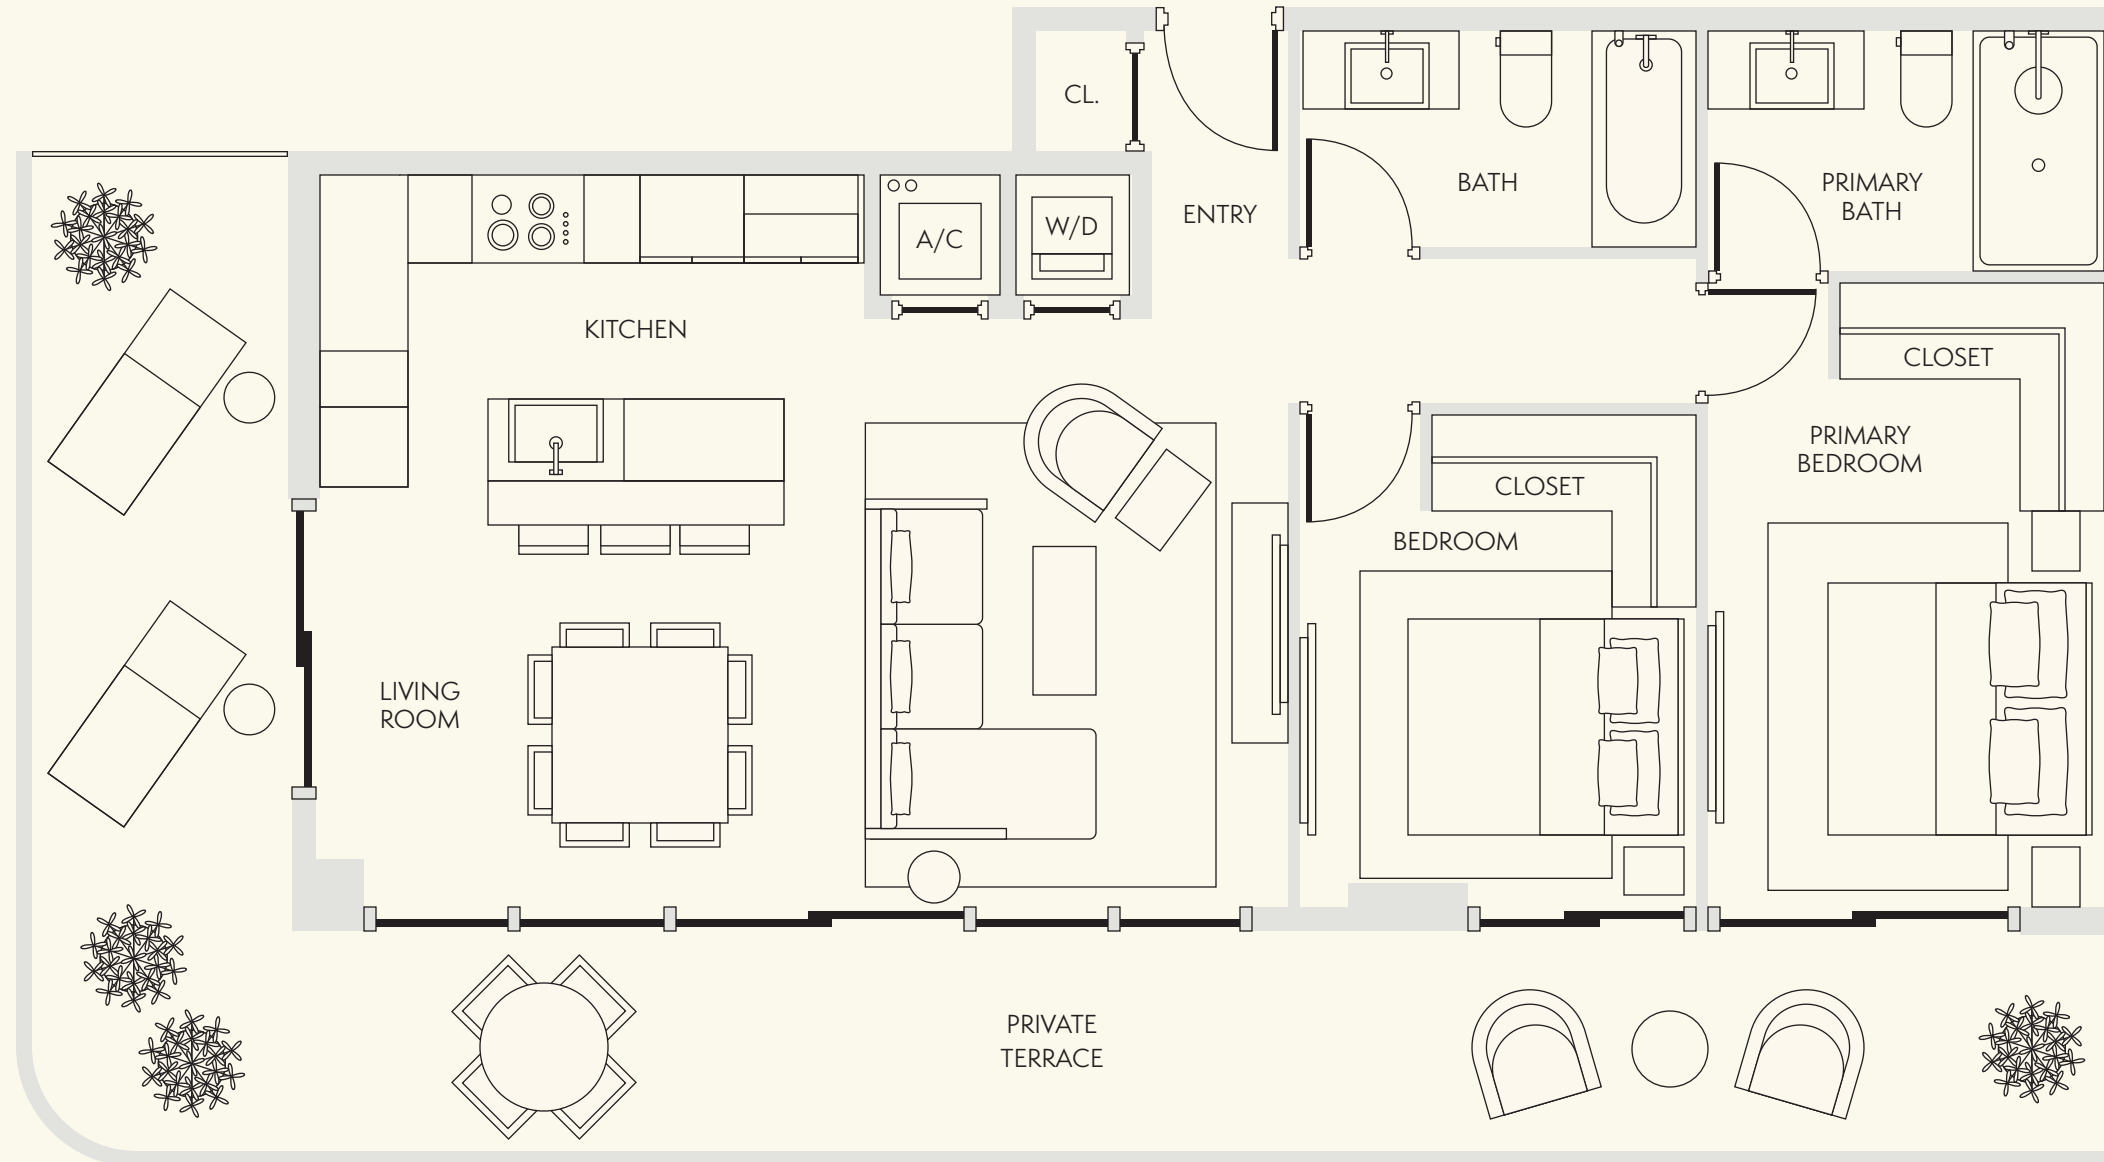 CL.
BATH
PRIMARY
BATH
ENTRY
A/C
W/D
KITCHEN
CLOSET
PRIMARY
BEDROOM
CLOSET
BEDROOM
LIVING
ROOM
PRIVATE
TERRACE